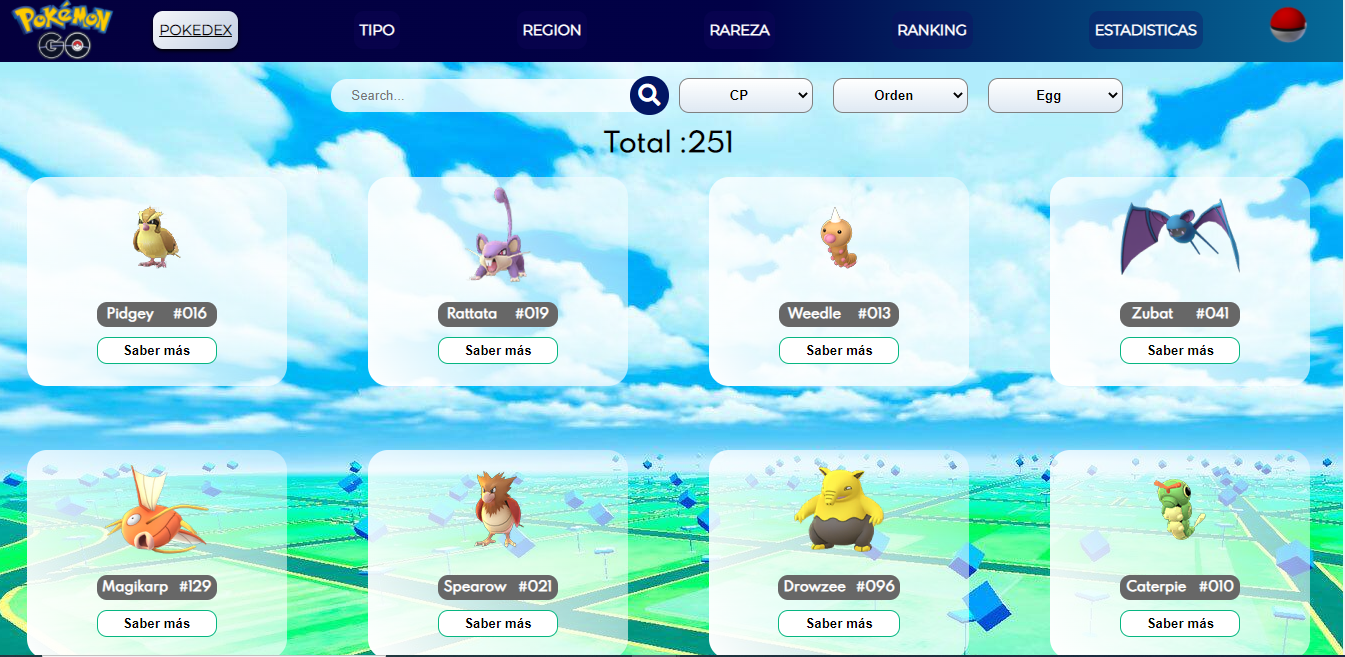 Pokémon
GO
POKEDEX
TIPO
REGION
RAREZA
RANKING
ESTADISTICAS
Search...
CP
Orden
Egg
Total :251
Pidgey #016
Rattata #019
Weedle #013
Zubat #041
Saber más
Saber más
Saber más
Saber más
Magikarp #129
Spearow #021
Drowzee #096
Caterpie #010
Saber más
Saber más
Saber más
Saber más